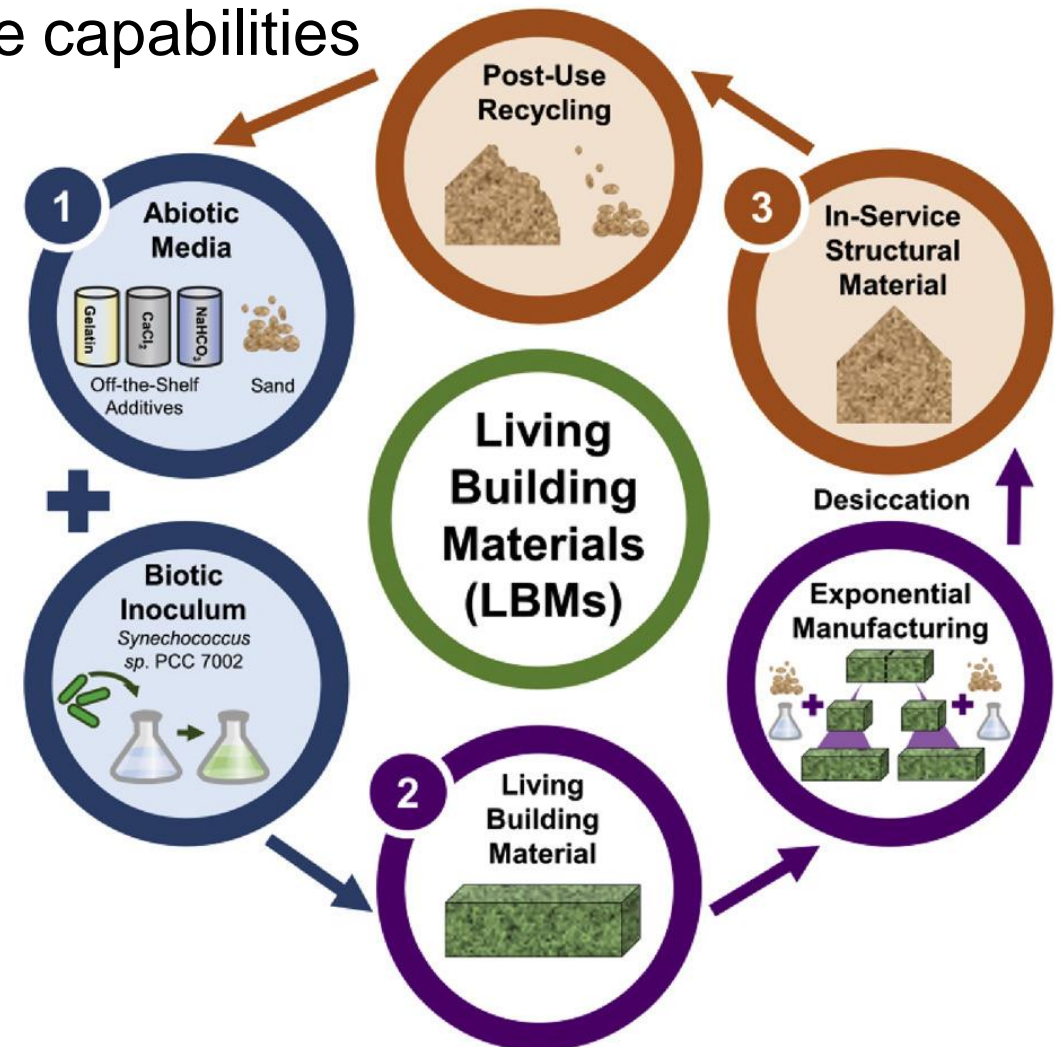 e capabilities
Post-Use
Recycling
1
Abiotic
Media
Gelatin
CaCl₂
NaHCO₃
Off-the-Shelf
Additives
Sand
3
In-Service
Structural
Material
Living
Building
Materials
(LBMs)
Desiccation
Biotic
Inoculum
Synechococcus
sp. PCC 7002
Exponential
Manufacturing
2
Living
Building
Material